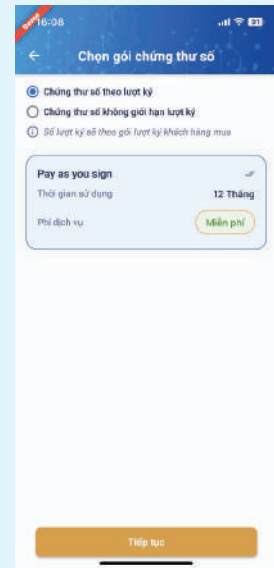 16:08
Chọn gói chứng thư số
Chứng thư số theo lượt ký
Chứng thư số không giới hạn lượt ký
Số lượt ký số theo gói lượt ký khách hàng mua
Pay as you sign
Thời gian sử dụng 12 Tháng
Phí dịch vụ Miễn phí
Tiếp tục